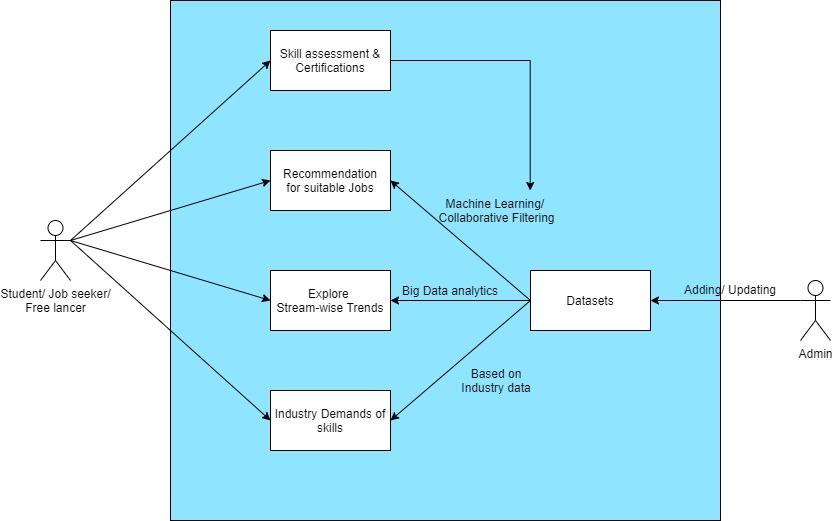 Skill assessment &
Certifications
Recommendation
for suitable Jobs
Machine Learning/
Collaborative Filtering
Student/ Job seeker/
Free lancer
Explore
Stream-wise Trends
Big Data analytics
Datasets
Adding/ Updating
Admin
Based on
Industry data
Industry Demands of
skills